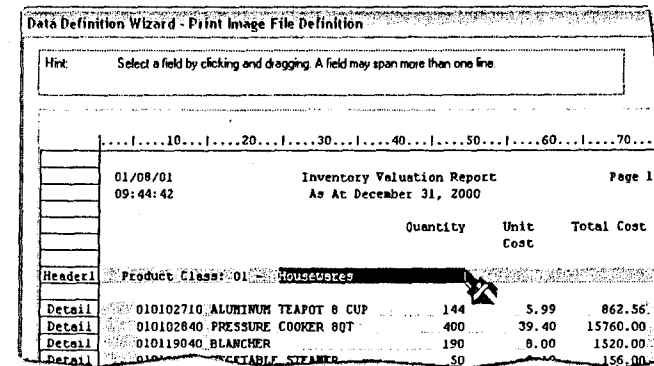 Data Definition Wizard - Print Image File Definition
Hint: Select a field by clicking and dragging. A field may span more than one line.
|....|....10...|....20...|....30...|....40...|....50...|....60...|....70...
01/08/01 Inventory Valuation Report Page 1
09:44:42 As At December 31, 2000
Quantity Unit Total Cost
Cost
Header1 Product Class: 01 - Housewares
Detail 010102710 ALUMINUM TEAPOT 8 CUP 144 5.99 862.56
Detail 010102840 PRESSURE COOKER 8QT 400 39.40 15760.00
Detail 010119040 BLANCHER 190 8.00 1520.00
Detail VEGETABLE STEAMER 50 156.00